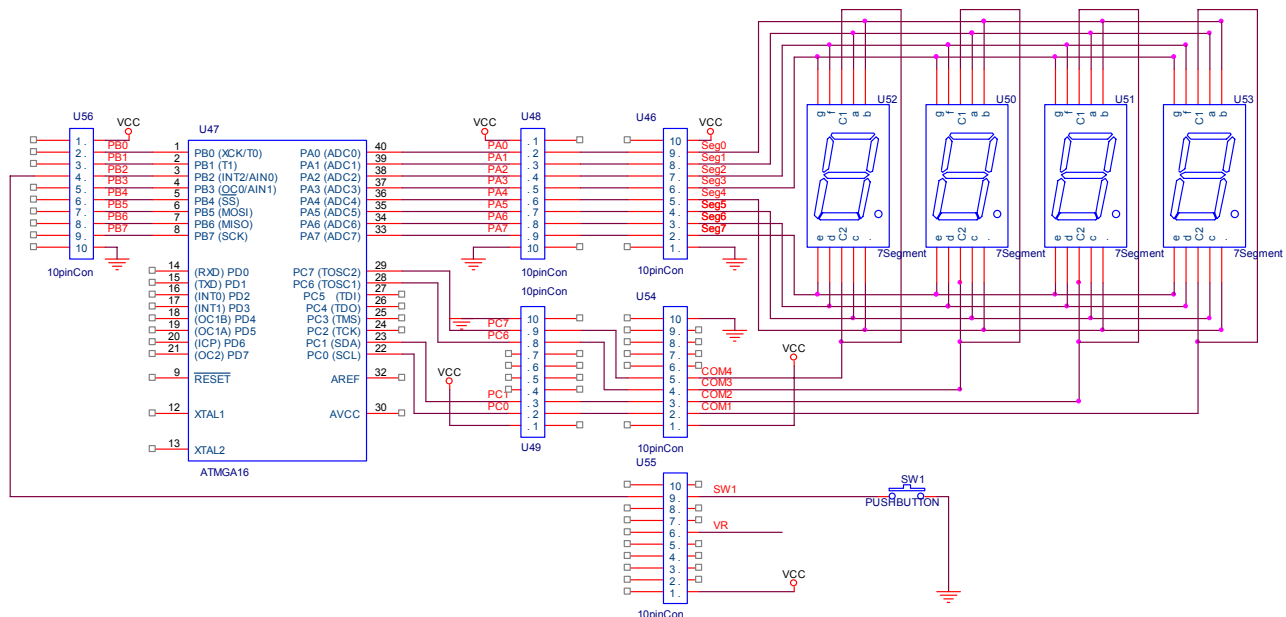 U56
VCC
1
2
3
4
5
6
7
8
9
10
10pinCon
PB0
PB1
PB2
PB3
PB4
PB5
PB6
PB7
U47
1 PB0 (XCK/T0) PA0 (ADC0) 40
2 PB1 (T1) PA1 (ADC1) 39
3 PB2 (INT2/AIN0) PA2 (ADC2) 38
4 PB3 (OC0/AIN1) PA3 (ADC3) 37
5 PB4 (SS) PA4 (ADC4) 36
6 PB5 (MOSI) PA5 (ADC5) 35
7 PB6 (MISO) PA6 (ADC6) 34
8 PB7 (SCK) PA7 (ADC7) 33
14 (RXD) PD0 PC7 (TOSC2) 29
15 (TXD) PD1 PC6 (TOSC1) 28
16 (INT0) PD2 PC5 (TDI) 27
17 (INT1) PD3 PC4 (TDO) 26
18 (OC1B) PD4 PC3 (TMS) 25
19 (OC1A) PD5 PC2 (TCK) 24
20 (ICP) PD6 PC1 (SDA) 23
21 (OC2) PD7 PC0 (SCL) 22
9 RESET AREF 32
12 XTAL1 AVCC 30
13 XTAL2
ATMGA16
VCC
U48
PA0
PA1
PA2
PA3
PA4
PA5
PA6
PA7
.1
.2
.3
.4
.5
.6
.7
.8
.9
10
10pinCon
U46
VCC
10
9.
8.
7.
6.
5.
4.
3.
2.
1.
10pinCon
Seg0
Seg1
Seg2
Seg3
Seg4
Seg5
Seg6
Seg7
U52
g f C1 a b
e d C2 c .
7Segment
U50
g f C1 a b
e d C2 c .
7Segment
U51
g f C1 a b
e d C2 c .
7Segment
U53
g f C1 a b
e d C2 c .
7Segment
10pinCon
PC7
PC6
VCC
PC1
PC0
10
.9
.8
.7
.6
.5
.4
.3
.2
.1
U49
U54
10
9.
8.
7.
6.
5.
4.
3.
2.
1.
10pinCon
COM4
COM3
COM2
COM1
VCC
U55
10
9.
8.
7.
6.
5.
4.
3.
2.
1.
10pinCon
SW1
VR
VCC
SW1
PUSHBUTTON